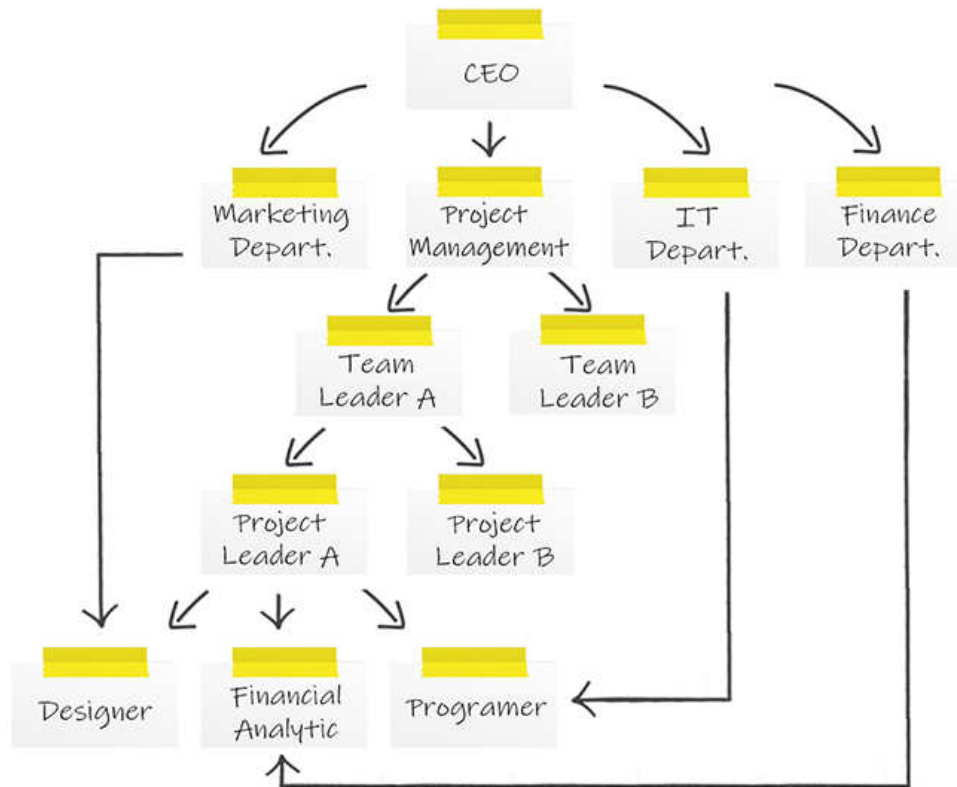 CEO
Marketing
Depart.
Project
Management
IT
Depart.
Finance
Depart.
Team
Leader A
Team
Leader B
Project
Leader A
Project
Leader B
Designer
Financial
Analytic
Programer